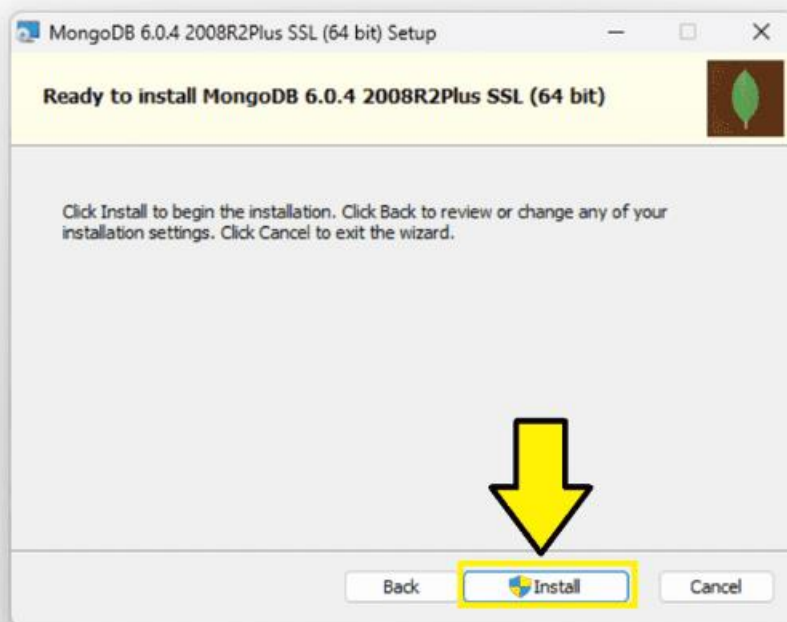 MongoDB 6.0.4 2008R2Plus SSL (64 bit) Setup
Ready to install MongoDB 6.0.4 2008R2Plus SSL (64 bit)
Click Install to begin the installation. Click Back to review or change any of your
installation settings. Click Cancel to exit the wizard.
Back Install Cancel